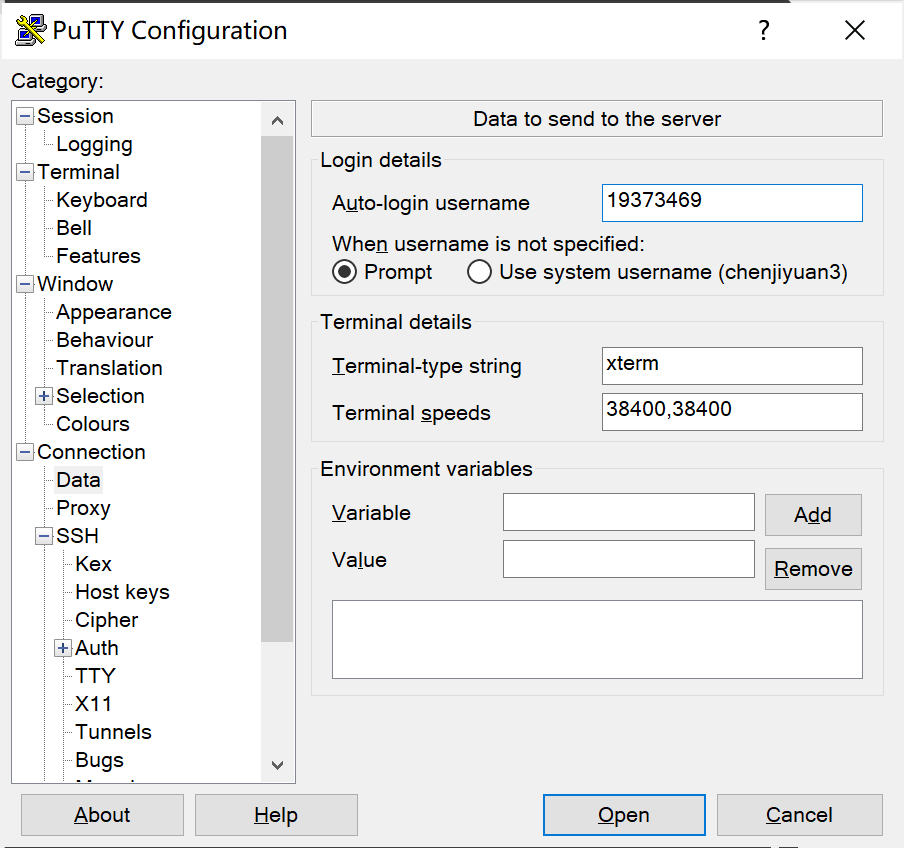 PuTTY Configuration
?
Category:
Session
Logging
Terminal
Keyboard
Bell
Features
Window
Appearance
Behaviour
Translation
Selection
Colours
Connection
Data
Proxy
SSH
Kex
Host keys
Cipher
Auth
TTY
X11
Tunnels
Bugs
Data to send to the server
Login details
Auto-login username 19373469
When username is not specified:
Prompt Use system username (chenjiyuan3)
Terminal details
Terminal-type string xterm
Terminal speeds 38400,38400
Environment variables
Variable Add
Value Remove
About Help Open Cancel